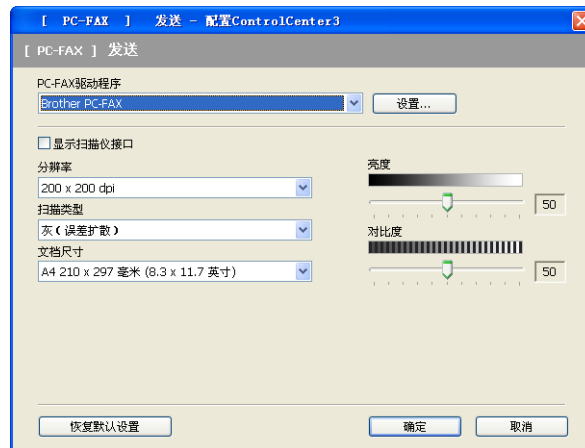 [ PC-FAX ] 发送 - 配置ControlCenter3
[ PC-FAX ] 发送
PC-FAX驱动程序
Brother PC-FAX
设置...
显示扫描仪接口
分辨率
200 x 200 dpi
扫描类型
灰（误差扩散）
文档尺寸
A4 210 x 297 毫米 (8.3 x 11.7 英寸)
亮度
50
对比度
50
恢复默认设置
确定
取消